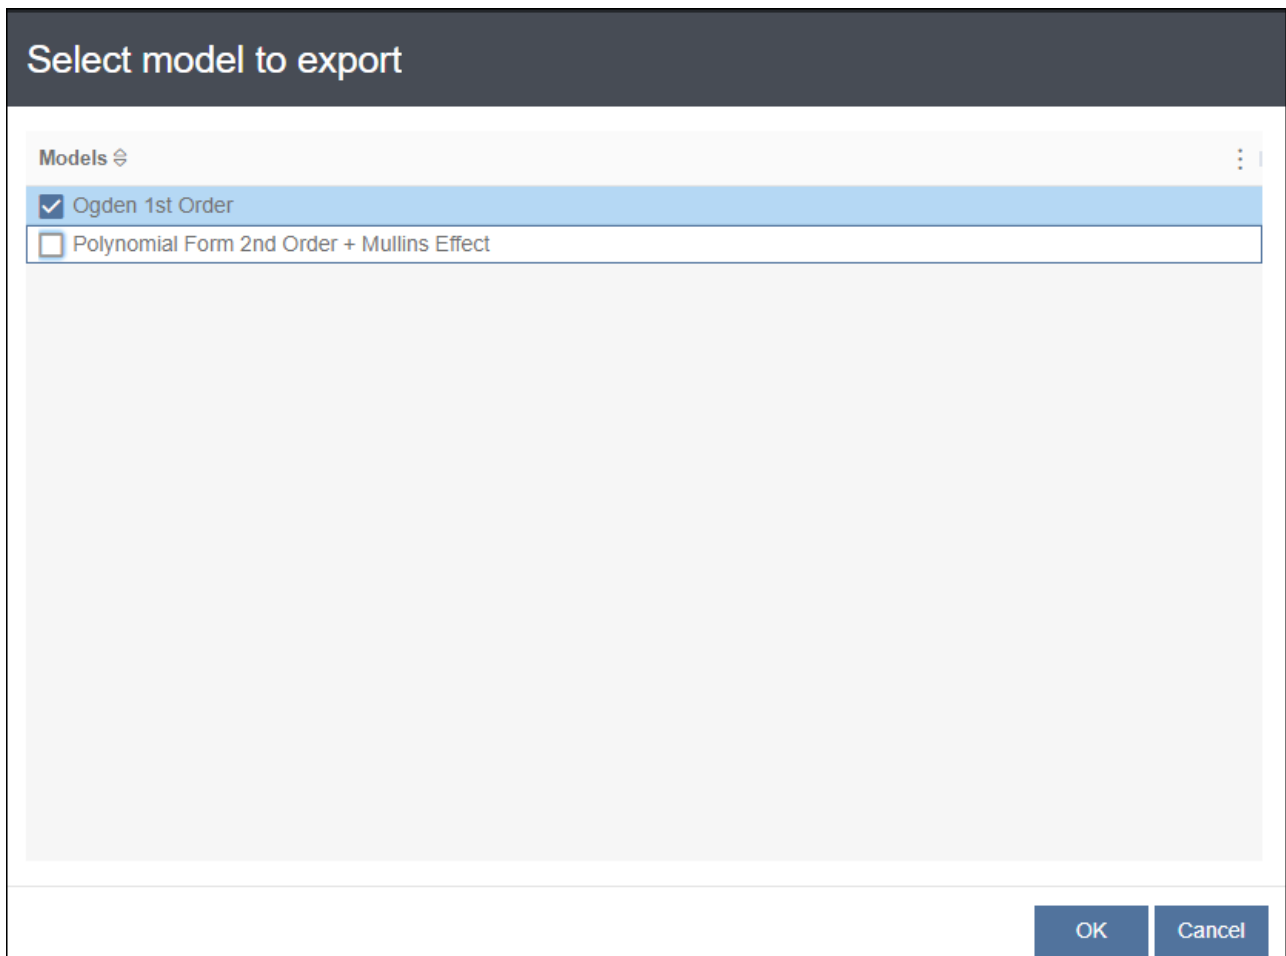 Select model to export
Models
Ogden 1st Order
Polynomial Form 2nd Order + Mullins Effect
OK Cancel